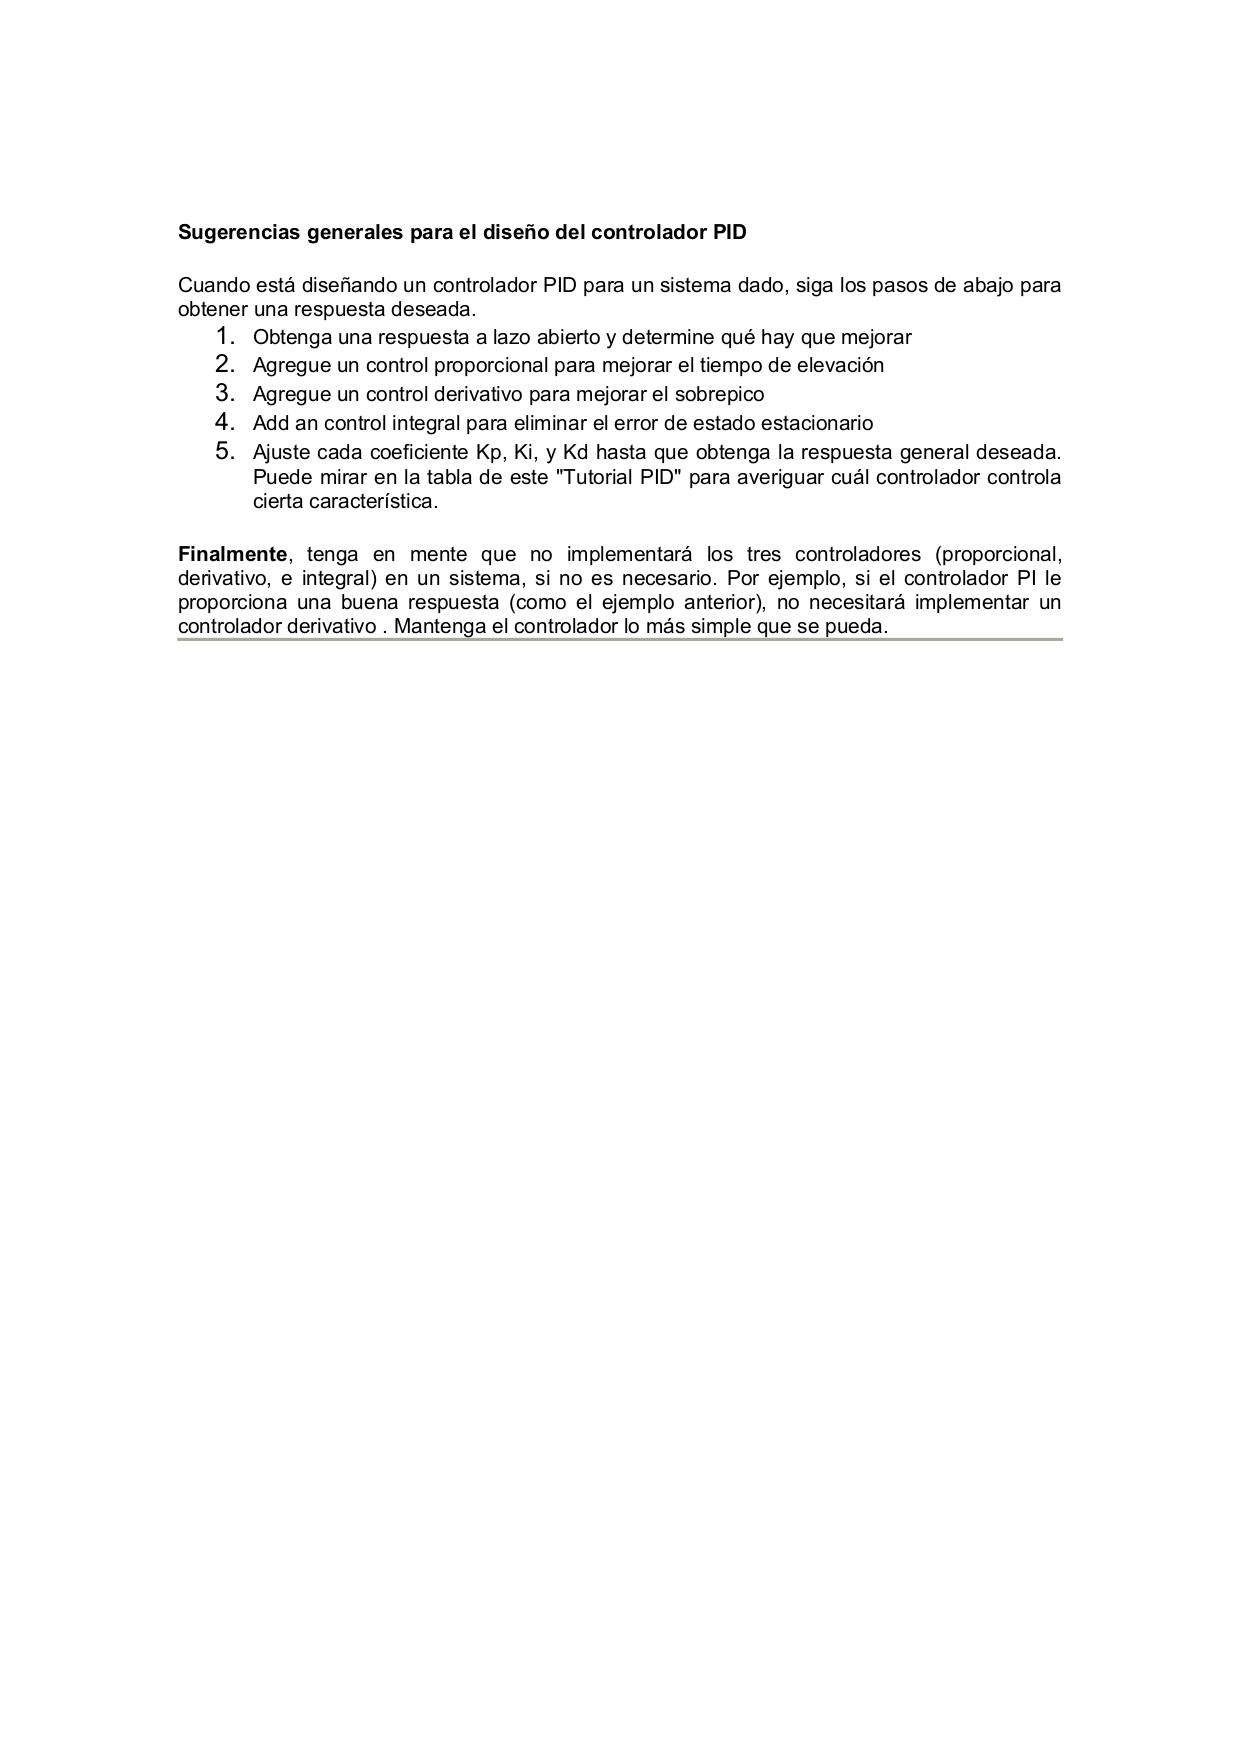 Sugerencias generales para el diseño del controlador PID
Cuando está diseñando un controlador PID para un sistema dado, siga los pasos de abajo para
obtener una respuesta deseada.
1. Obtenga una respuesta a lazo abierto y determine qué hay que mejorar
2. Agregue un control proporcional para mejorar el tiempo de elevación
3. Agregue un control derivativo para mejorar el sobrepico
4. Add an control integral para eliminar el error de estado estacionario
5. Ajuste cada coeficiente Kp, Ki, y Kd hasta que obtenga la respuesta general deseada.
Puede mirar en la tabla de este "Tutorial PID" para averiguar cuál controlador controla
cierta característica.
Finalmente, tenga en mente que no implementará los tres controladores (proporcional,
derivativo, e integral) en un sistema, si no es necesario. Por ejemplo, si el controlador PI le
proporciona una buena respuesta (como el ejemplo anterior), no necesitará implementar un
controlador derivativo . Mantenga el controlador lo más simple que se pueda.